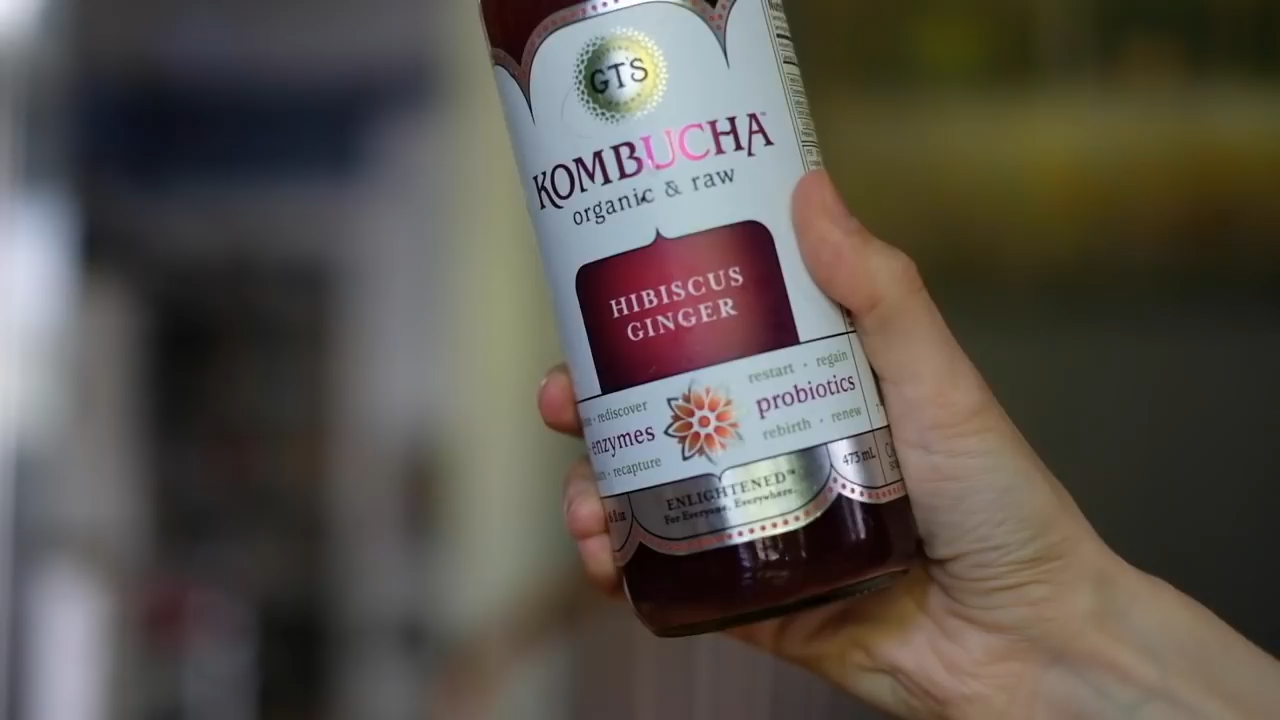 GT'S
KOMBUCHA™
organic & raw
HIBISCUS
GINGER
rediscover
enzymes
recapture
restart · regain
probiotics
rebirth · renew
ENLIGHTENED™
For Everyone, Everywhere.
473 mL